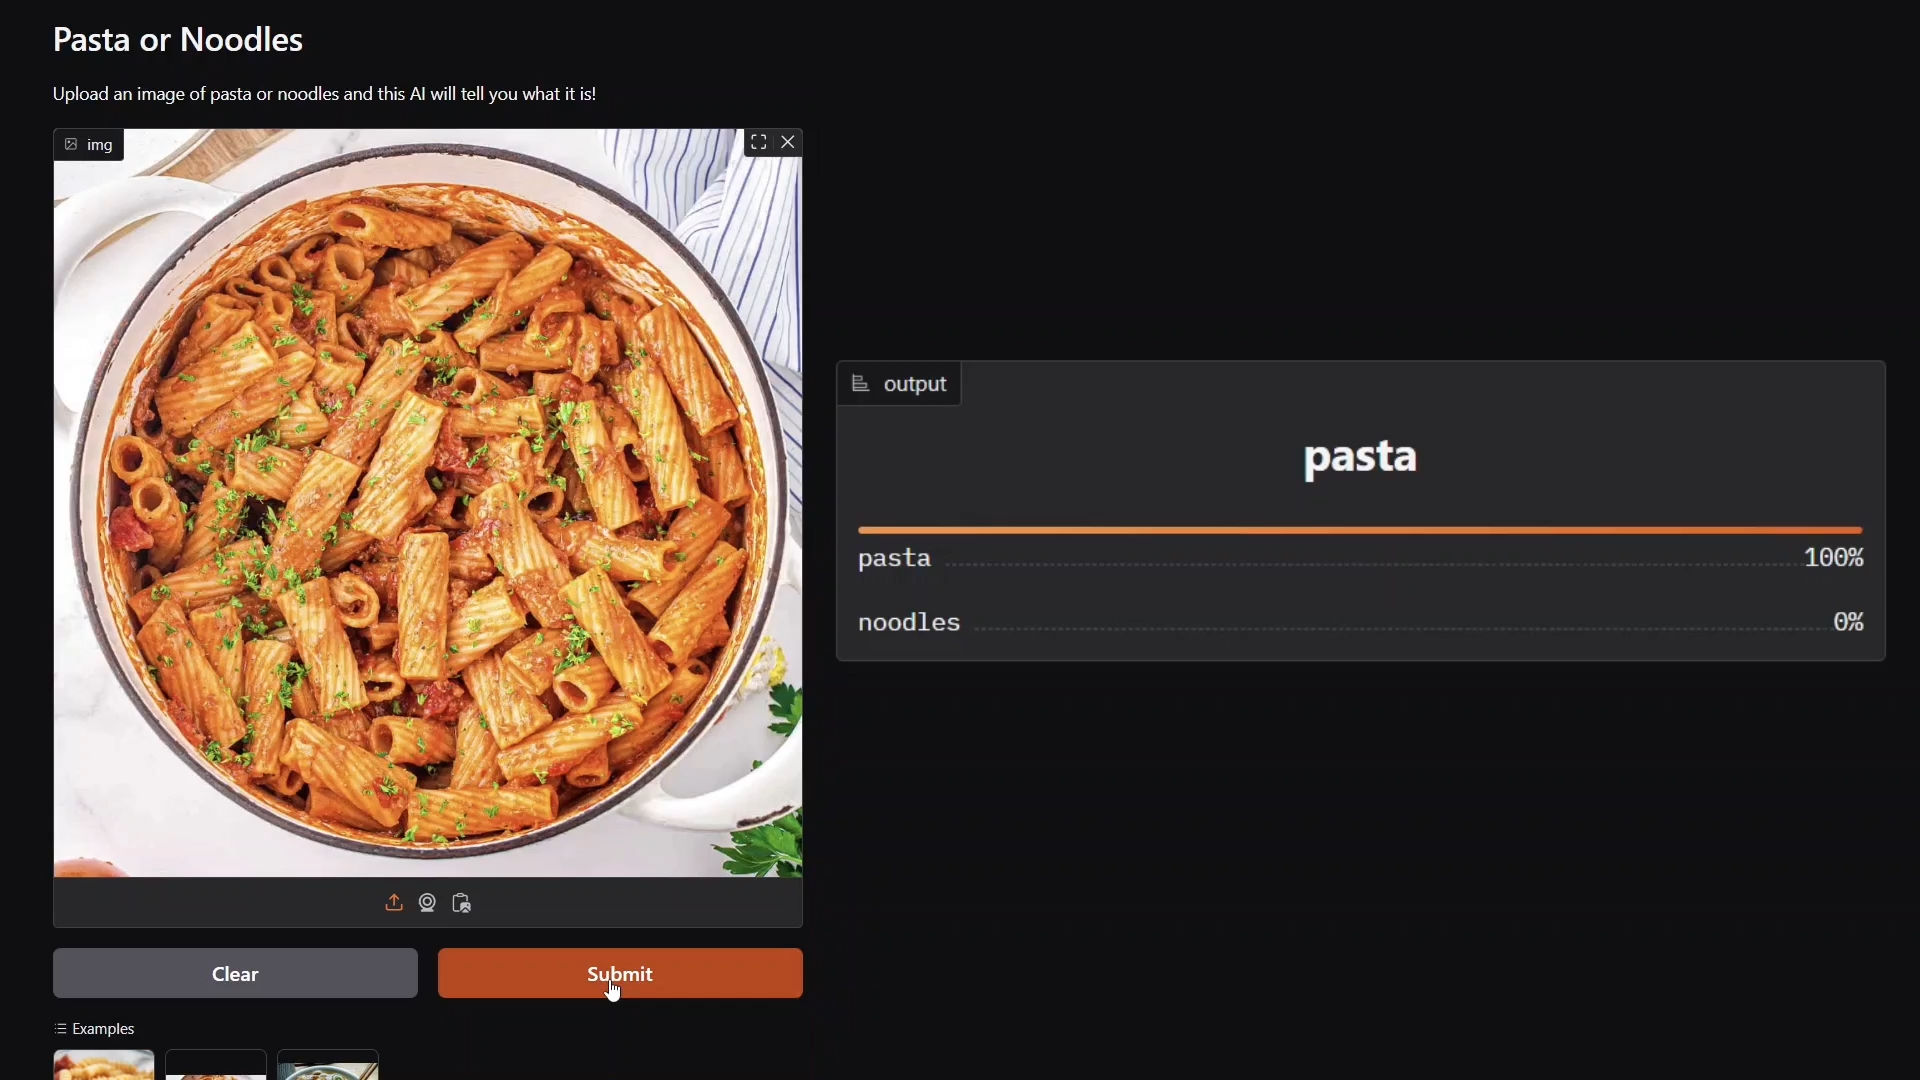 Pasta or Noodles
Upload an image of pasta or noodles and this AI will tell you what it is!
img
output
pasta
pasta 100%
noodles 0%
Clear
Submit
Examples